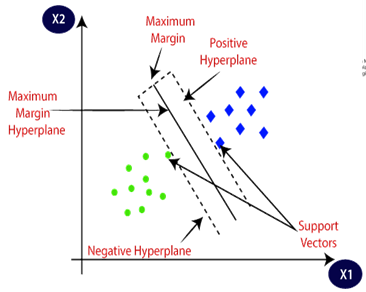 X2
Maximum
Margin
Positive
Hyperplane
Maximum
Margin
Hyperplane
Support
Vectors
Negative Hyperplane
X1